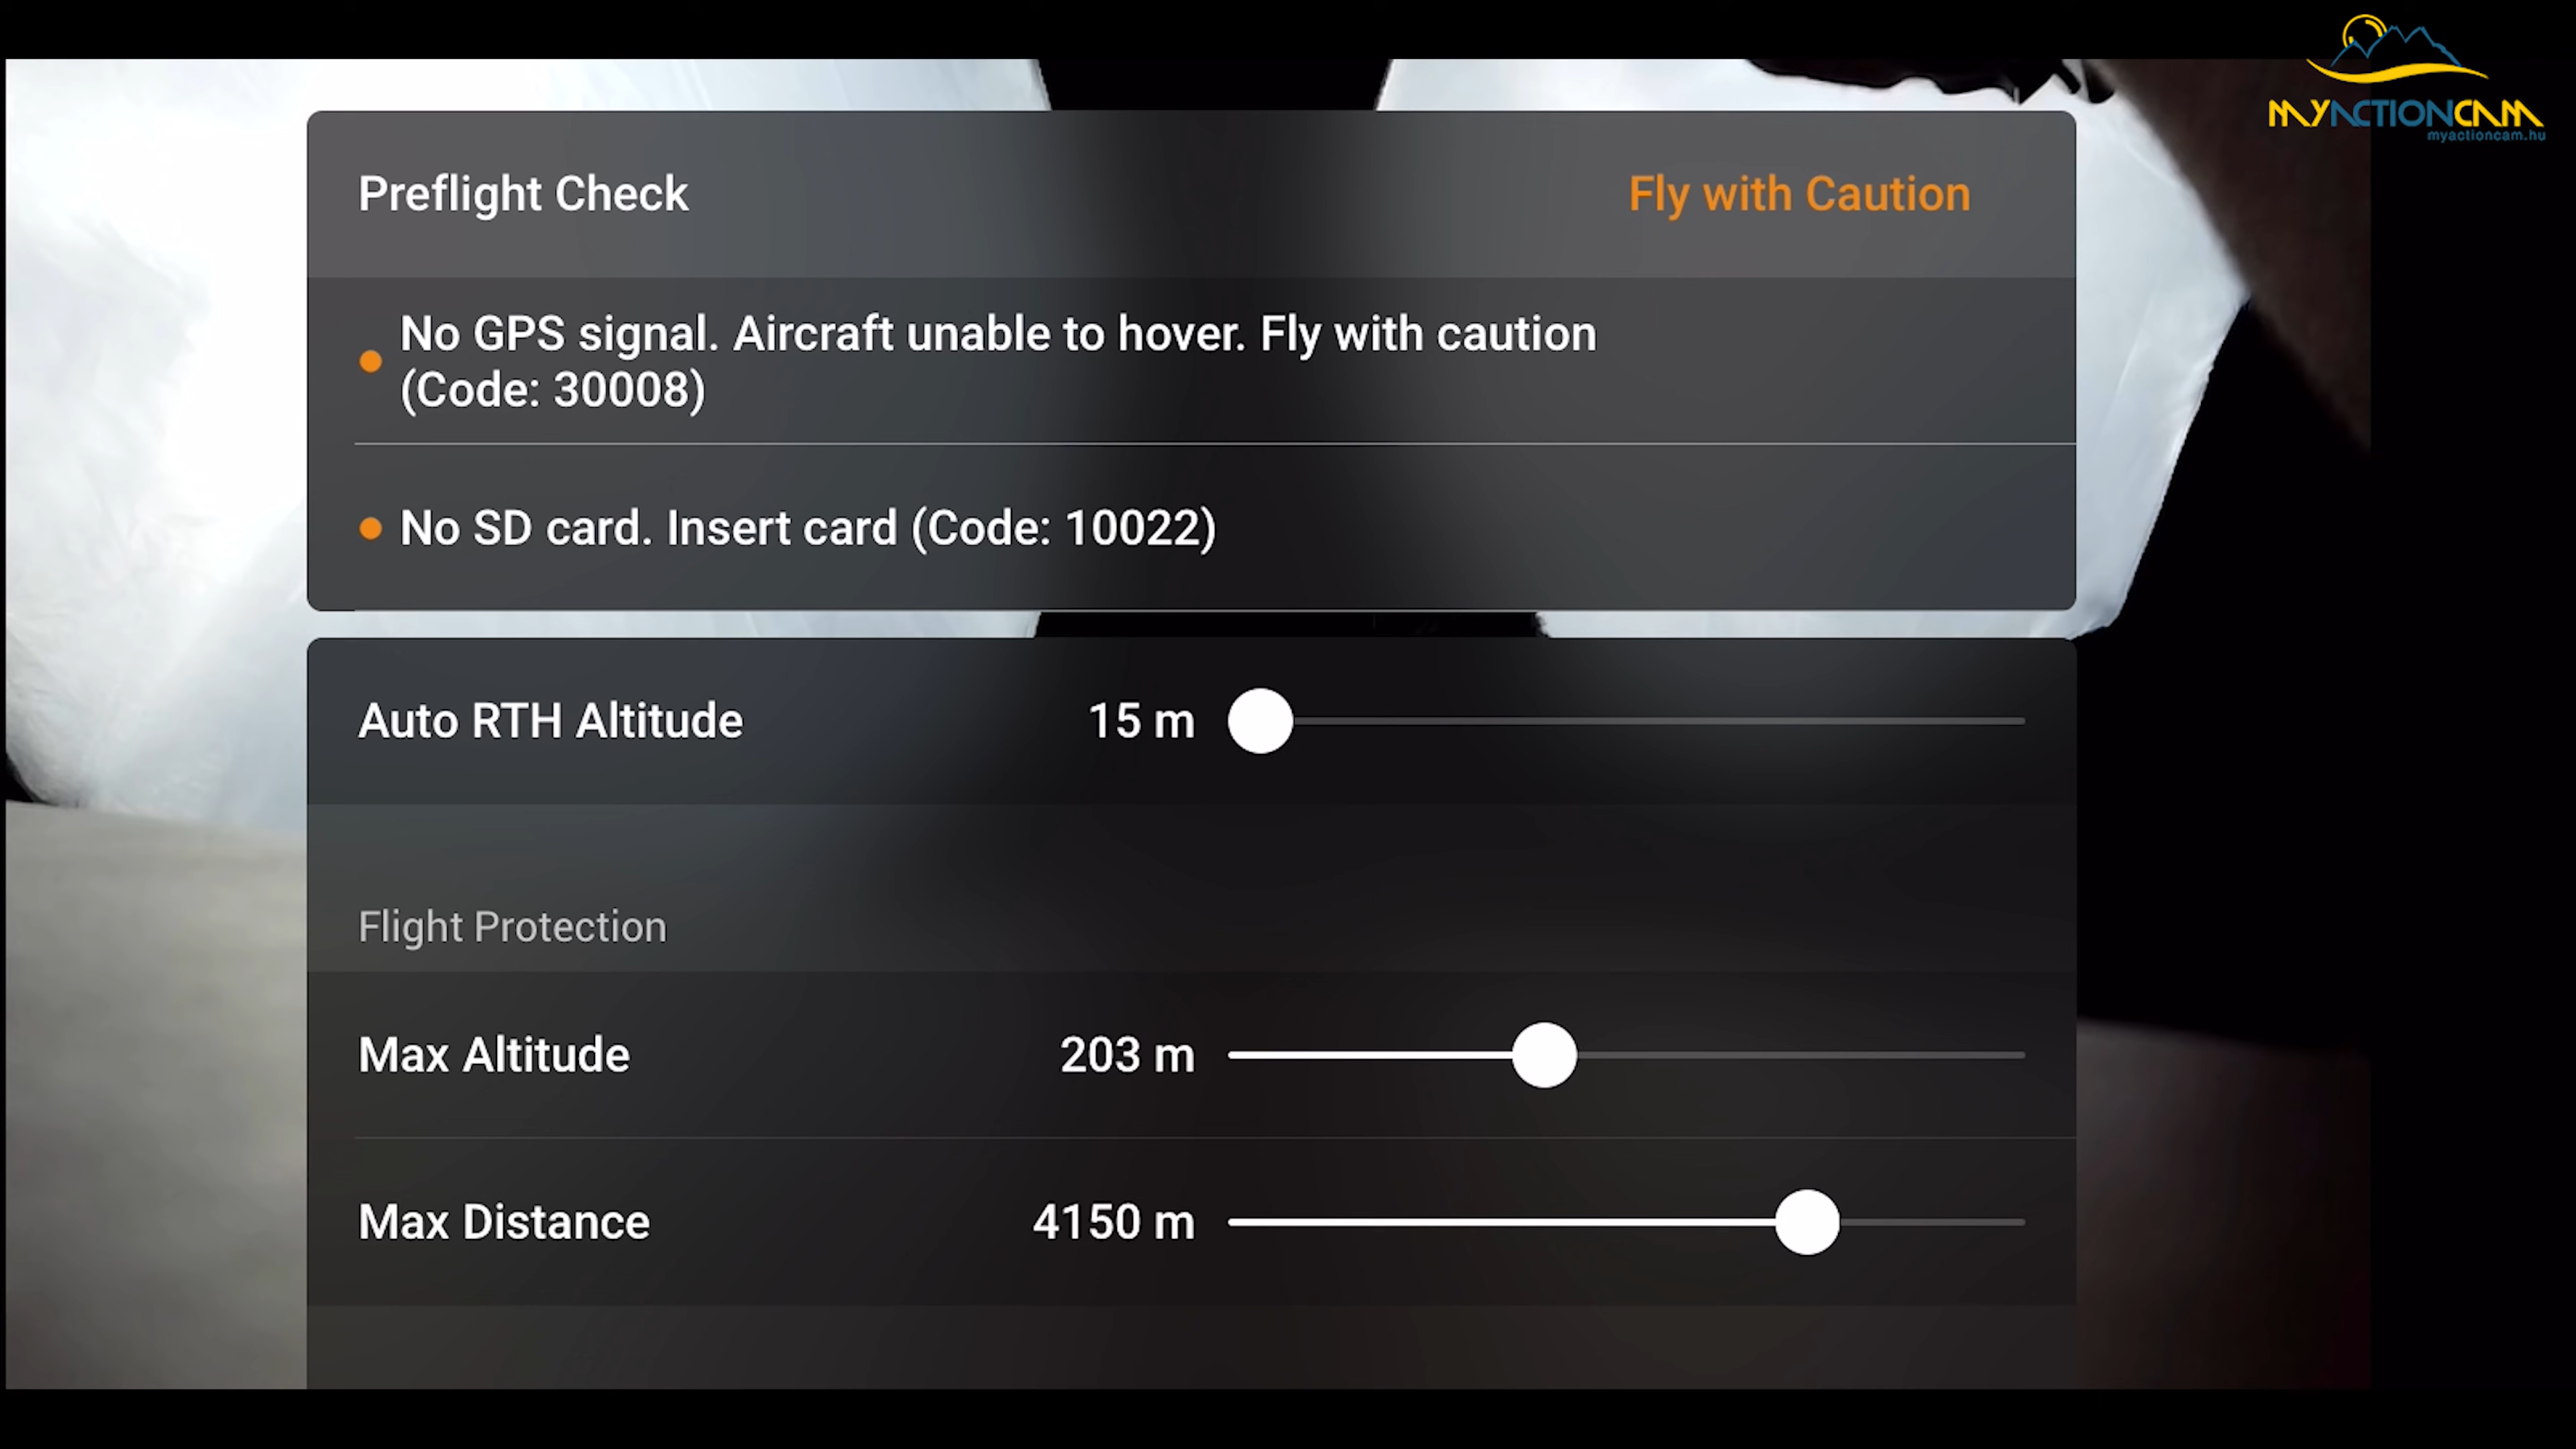 MYACTIONCAM
myactioncam.hu
Preflight Check
Fly with Caution
No GPS signal. Aircraft unable to hover. Fly with caution
(Code: 30008)
No SD card. Insert card (Code: 10022)
Auto RTH Altitude
15 m
Flight Protection
Max Altitude
203 m
Max Distance
4150 m